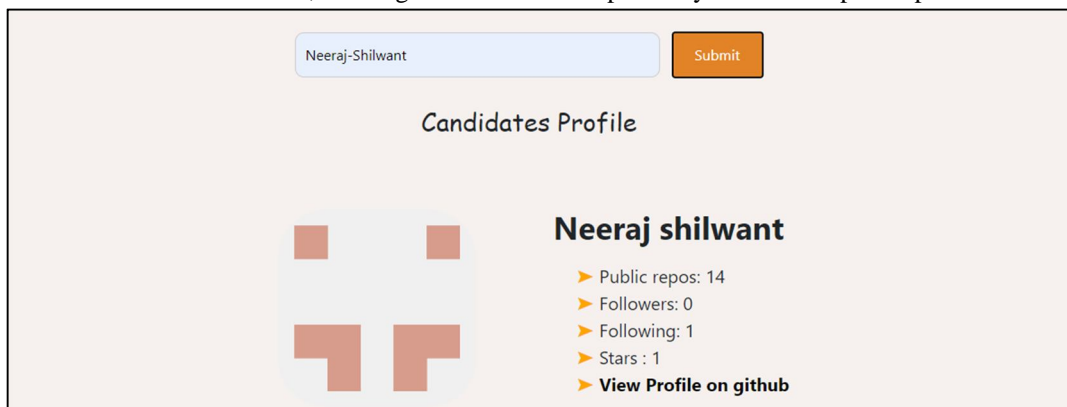 Neeraj-Shilwant
Submit
Candidates Profile
Neeraj shilwant
➤ Public repos: 14
➤ Followers: 0
➤ Following: 1
➤ Stars : 1
➤ View Profile on github